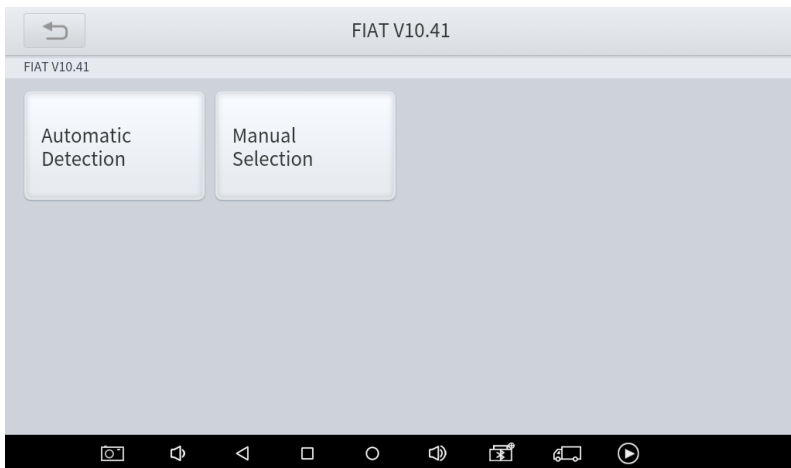 FIAT V10.41
FIAT V10.41
Automatic
Detection
Manual
Selection